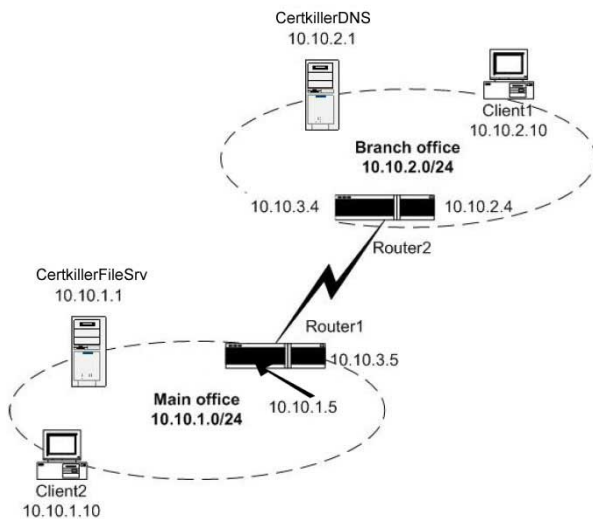 CertkillerDNS
10.10.2.1
Client1
10.10.2.10
Branch office
10.10.2.0/24
10.10.3.4
10.10.2.4
Router2
CertkillerFileSrv
10.10.1.1
Router1
10.10.3.5
Main office
10.10.1.0/24
10.10.1.5
Client2
10.10.1.10